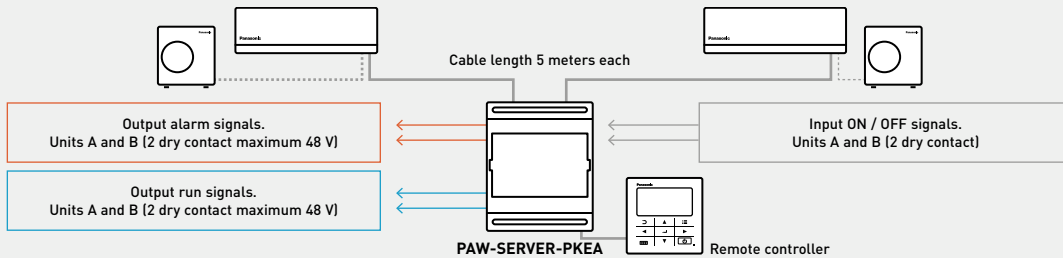 Panasonic
Panasonic
Panasonic
Panasonic
Cable length 5 meters each
Output alarm signals.
Units A and B (2 dry contact maximum 48 V)
Input ON / OFF signals.
Units A and B (2 dry contact)
Output run signals.
Units A and B (2 dry contact maximum 48 V)
Panasonic
PAW-SERVER-PKEA
Remote controller